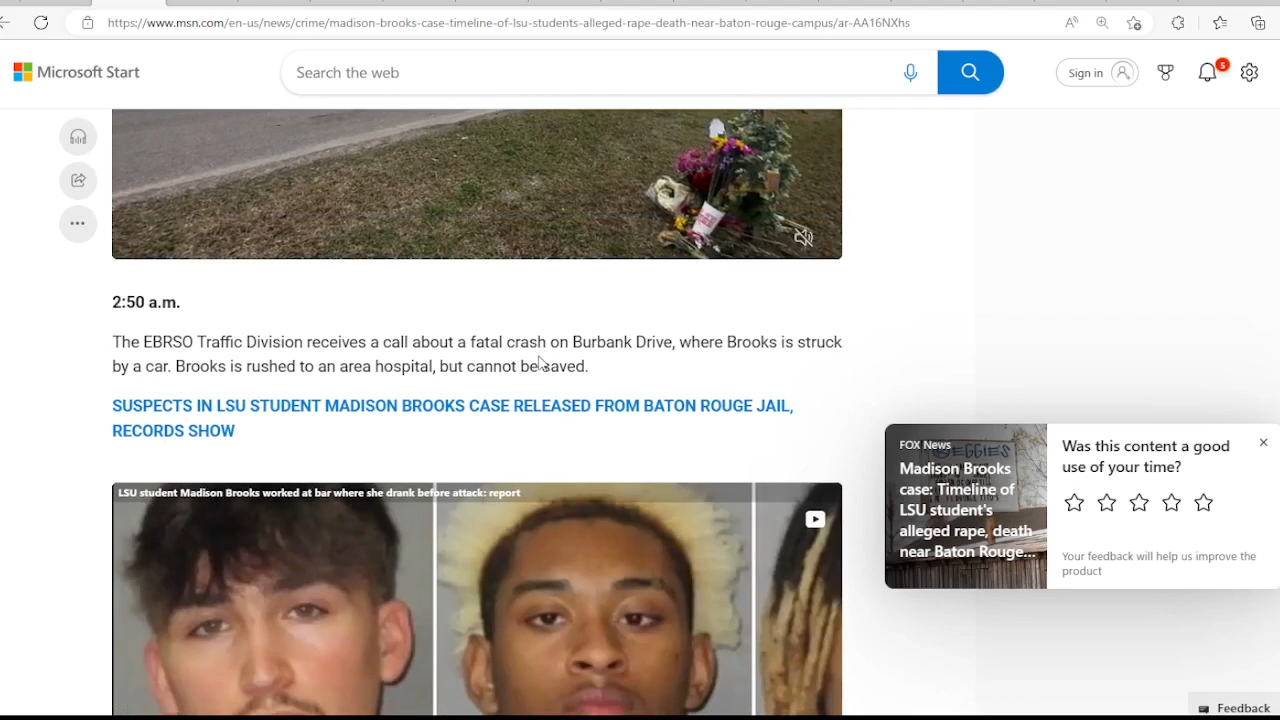 https://www.msn.com/en-us/news/crime/madison-brooks-case-timeline-of-lsu-students-alleged-rape-death-near-baton-rouge-campus/ar-AA16NXhs
Microsoft Start
Search the web
Sign in
5
2:50 a.m.
The EBRSO Traffic Division receives a call about a fatal crash on Burbank Drive, where Brooks is struck
by a car. Brooks is rushed to an area hospital, but cannot be saved.
SUSPECTS IN LSU STUDENT MADISON BROOKS CASE RELEASED FROM BATON ROUGE JAIL,
RECORDS SHOW
LSU student Madison Brooks worked at bar where she drank before attack: report
FOX News
Madison Brooks
case: Timeline of
LSU student's
alleged rape, death
near Baton Rouge...
Was this content a good
use of your time?
Your feedback will help us improve the
product
Feedback